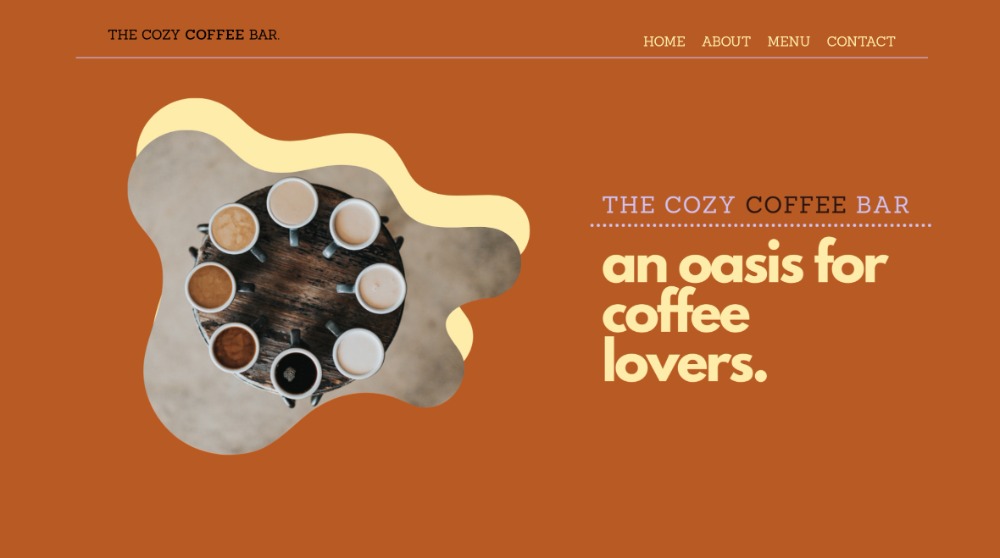 THE COZY COFFEE BAR.
HOME ABOUT MENU CONTACT
THE COZY COFFEE BAR
an oasis for
coffee
lovers.